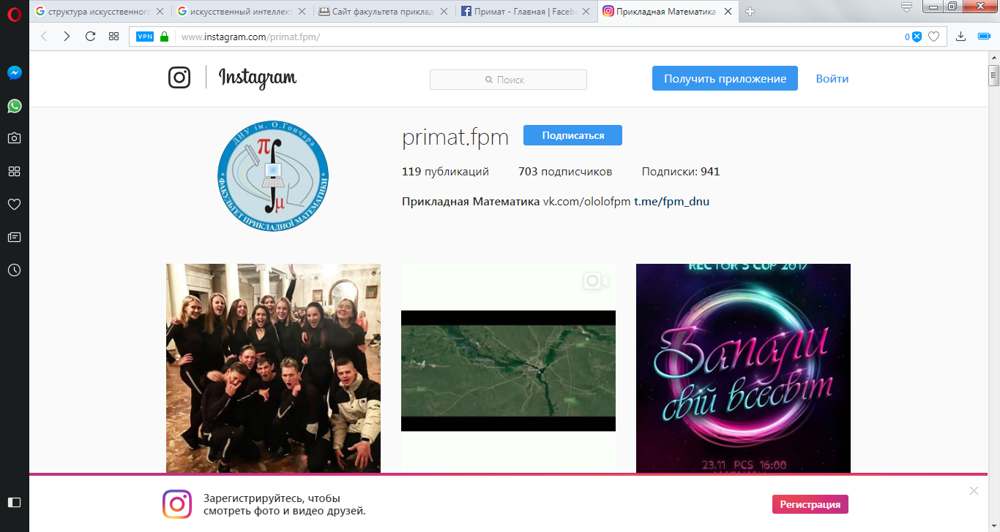 структура искусственного
искусственный интеллект
Сайт факультета приклад
Примат - Главная | Facebo
Прикладная Математика
VPN
www.instagram.com/primat.fpm/
0
Instagram
Поиск
Получить приложение
Войти
ДНУ ім. О.Гончара
π
μ
* ФАКУЛЬТЕТ ПРИКЛАДНОЇ МАТЕМАТИКИ *
primat.fpm
Подписаться
119 публикаций 703 подписчиков Подписки: 941
Прикладная Математика vk.com/ololofpm t.me/fpm_dnu
RECTOR'S CUP 2017
Запали
свій всесвіт
23.11 PCS 16:00
Зарегистрируйтесь, чтобы
смотреть фото и видео друзей.
Регистрация